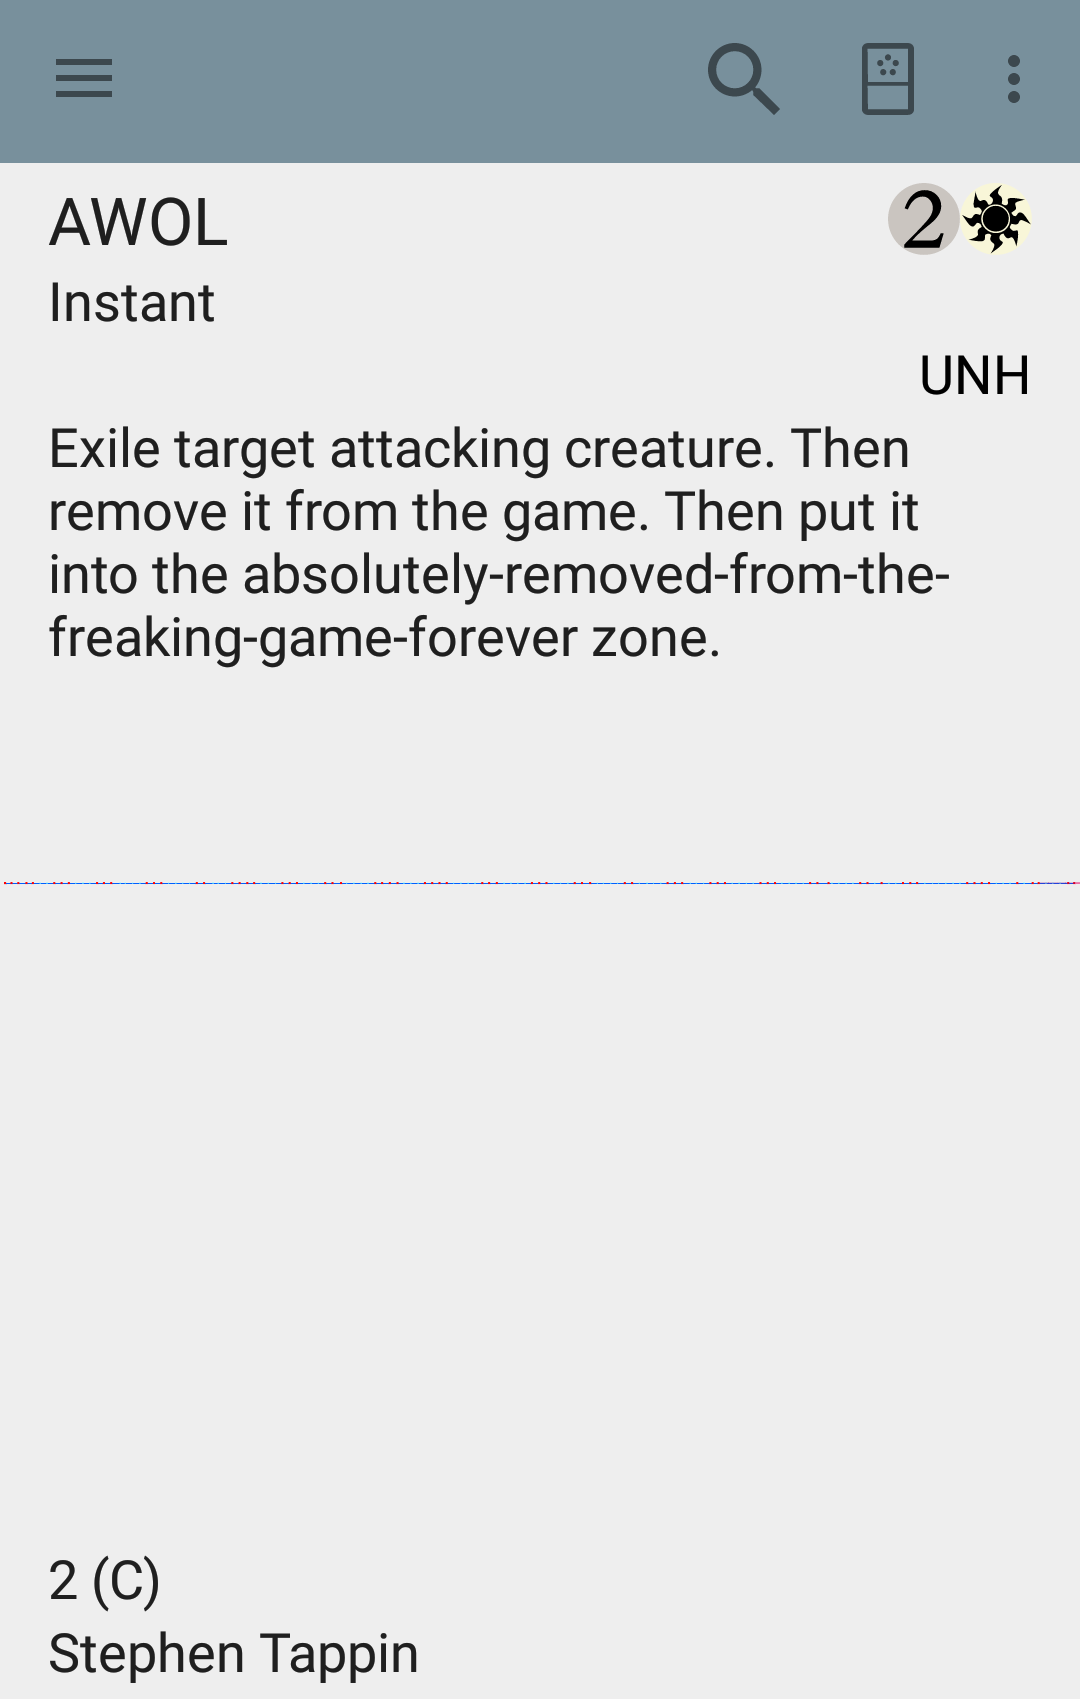 AWOL 2
Instant
UNH
Exile target attacking creature. Then
remove it from the game. Then put it
into the absolutely-removed-from-the-
freaking-game-forever zone.
2 (C)
Stephen Tappin